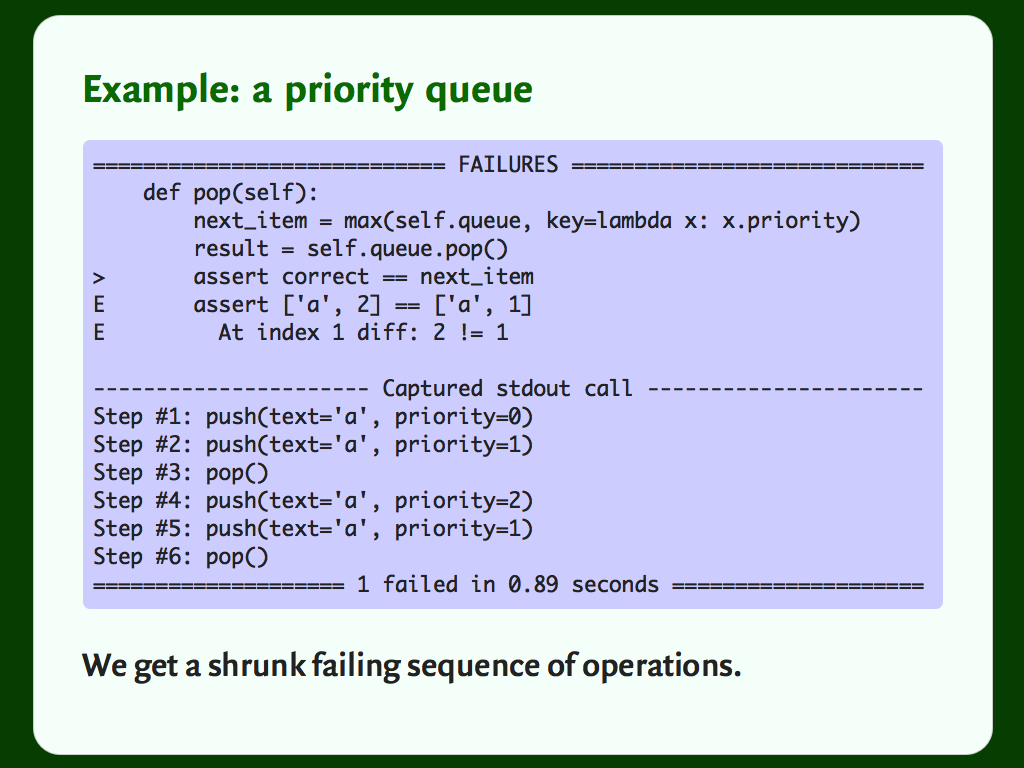 Example: a priority queue
============================ FAILURES ============================
    def pop(self):
        next_item = max(self.queue, key=lambda x: x.priority)
        result = self.queue.pop()
>       assert correct == next_item
E       assert ['a', 2] == ['a', 1]
E         At index 1 diff: 2 != 1
---------------------- Captured stdout call ----------------------
Step #1: push(text='a', priority=0)
Step #2: push(text='a', priority=1)
Step #3: pop()
Step #4: push(text='a', priority=2)
Step #5: push(text='a', priority=1)
Step #6: pop()
==================== 1 failed in 0.89 seconds ====================
We get a shrunk failing sequence of operations.